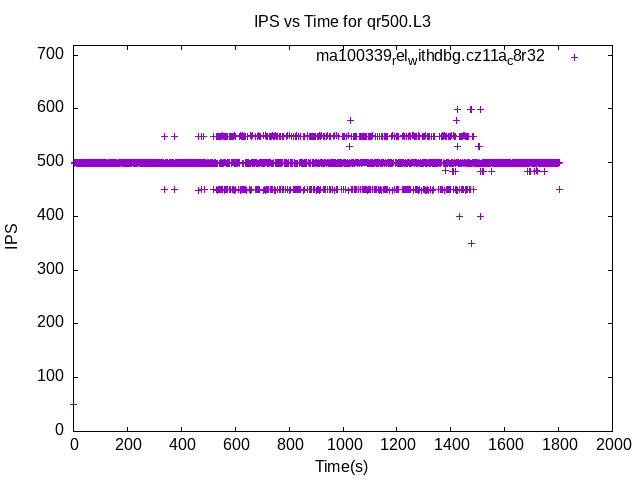 IPS vs Time for qr500.L3
ma100339relwithdbg.cz11ac8r32
700
600
500
400
300
200
100
0
IPS
0 200 400 600 800 1000 1200 1400 1600 1800 2000
Time(s)